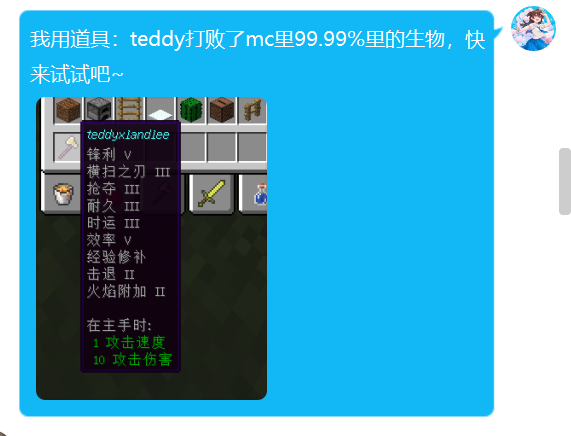 我用道具：teddy打败了mc里99.99%里的生物，快
来试试吧~
teddyxlandlee
锋利 V
横扫之刃 III
抢夺 III
耐久 III
时运 III
效率 V
经验修补
击退 II
火焰附加 II
在主手时:
1 攻击速度
10 攻击伤害